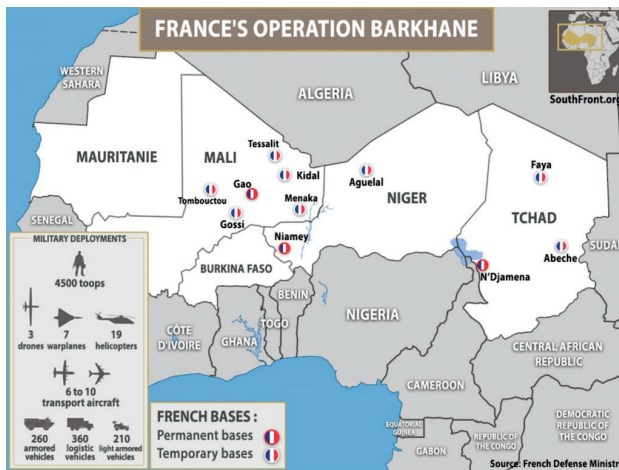 FRANCE'S OPERATION BARKHANE
SouthFront.org
WESTERN
SAHARA
ALGERIA
LIBYA
MAURITANIE
MALI
Tessalit
Kidal
Gao
Tombouctou
Gossi
Menaka
Aguelal
NIGER
Faya
TCHAD
Abeche
SUDA
SENEGAL
Niamey
N'Djamena
BURKINA FASO
BENIN
NIGERIA
TOGO
GHANA
CÔTE
D'IVOIRE
CENTRAL AFRICAN
REPUBLIC
CAMEROON
EQUATORIAL
GUINEA
GABON
REPUBLIC OF
THE CONGO
DEMOCRATIC
REPUBLIC OF
THE CONGO
MILITARY DEPLOYMENTS
4500 toops
3
drones
7
warplanes
19
helicopters
6 to 10
transport aircraft
260
armored
vehicles
360
logistic
vehicles
210
light armored
vehicles
FRENCH BASES :
Permanent bases
Temporary bases
Source: French Defense Ministr